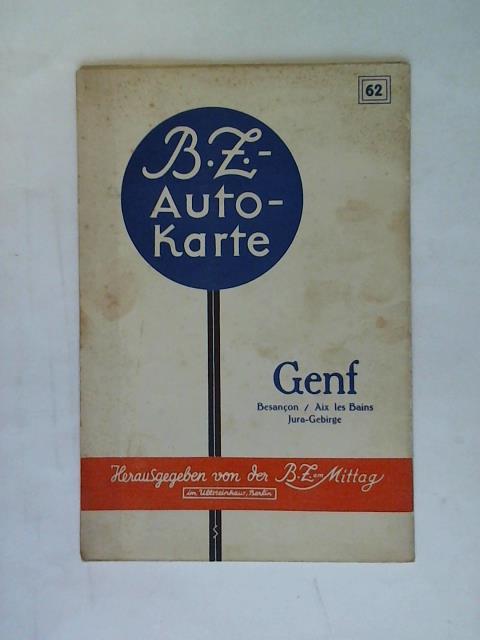 62
B.Z.-
Auto-
Karte
Genf
Besançon / Aix les Bains
Jura-Gebirge
Herausgegeben von der B.Z. am Mittag
im Ullsteinhaus, Berlin
S